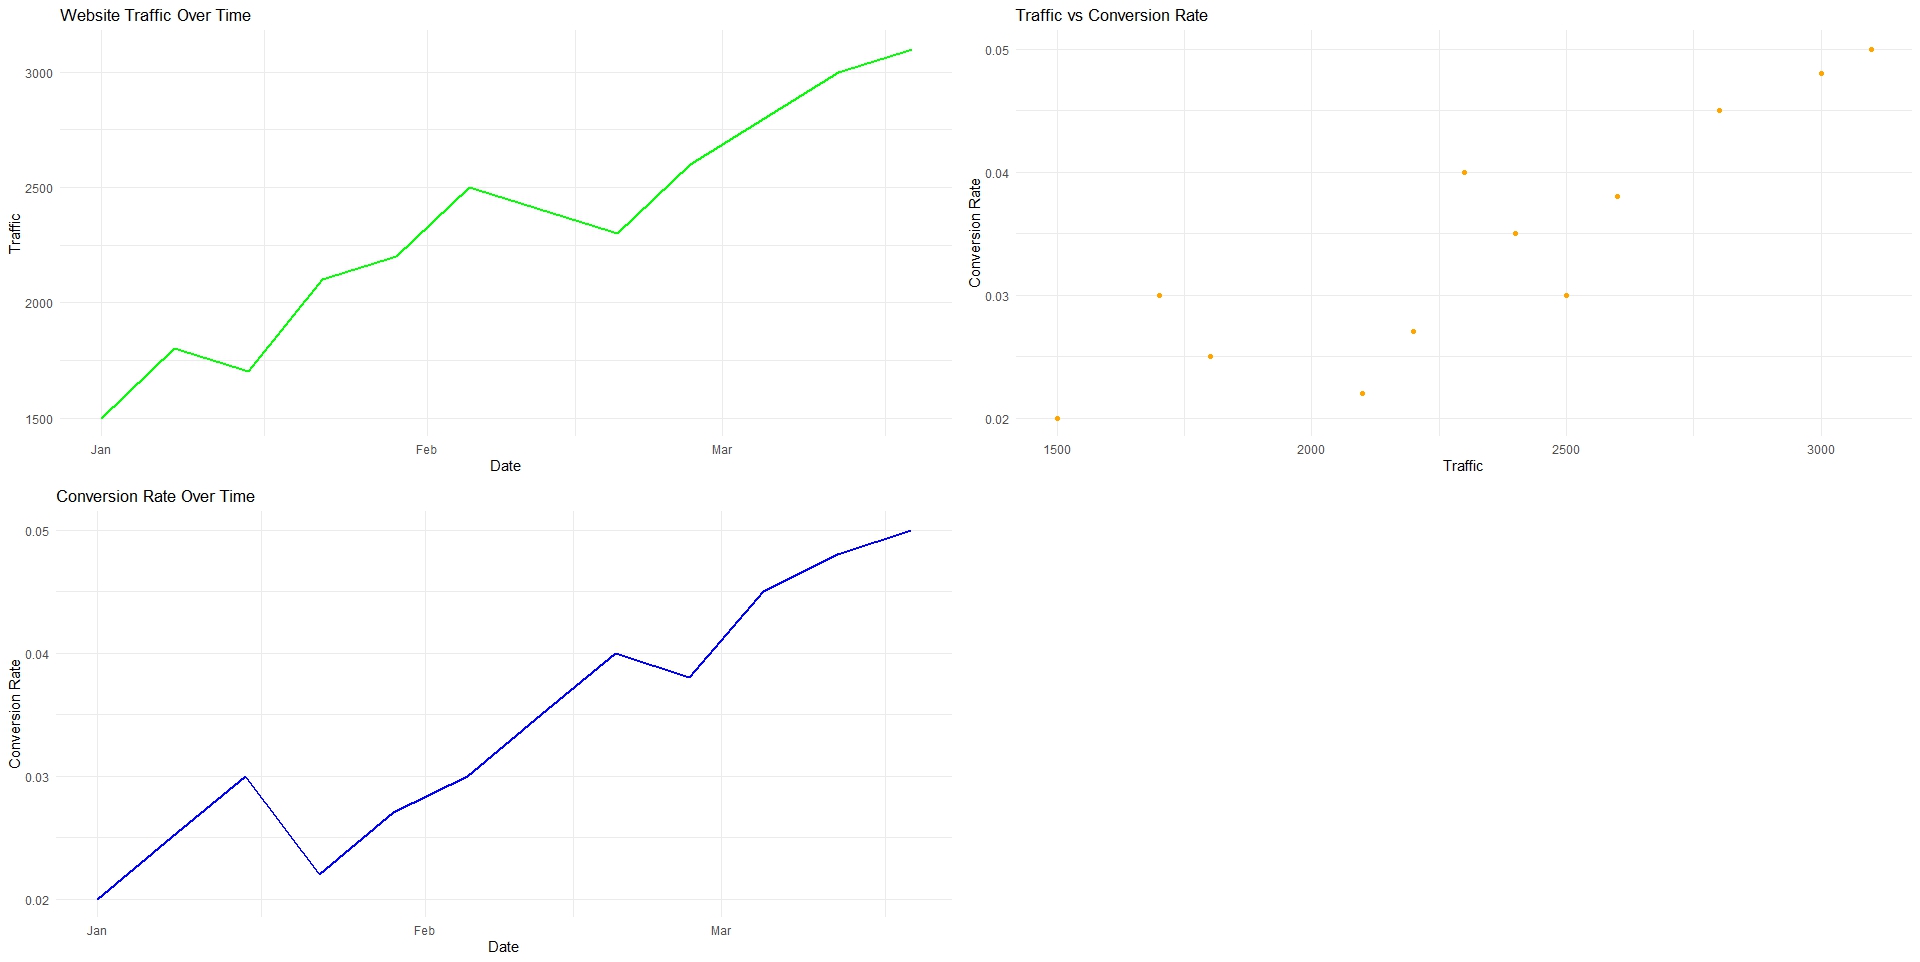 Website Traffic Over Time
3000
2500
2000
1500
Traffic
Jan Feb Mar
Date
Traffic vs Conversion Rate
0.05
0.04
0.03
0.02
Conversion Rate
1500 2000 2500 3000
Traffic
Conversion Rate Over Time
0.05
0.04
0.03
0.02
Conversion Rate
Jan Feb Mar
Date